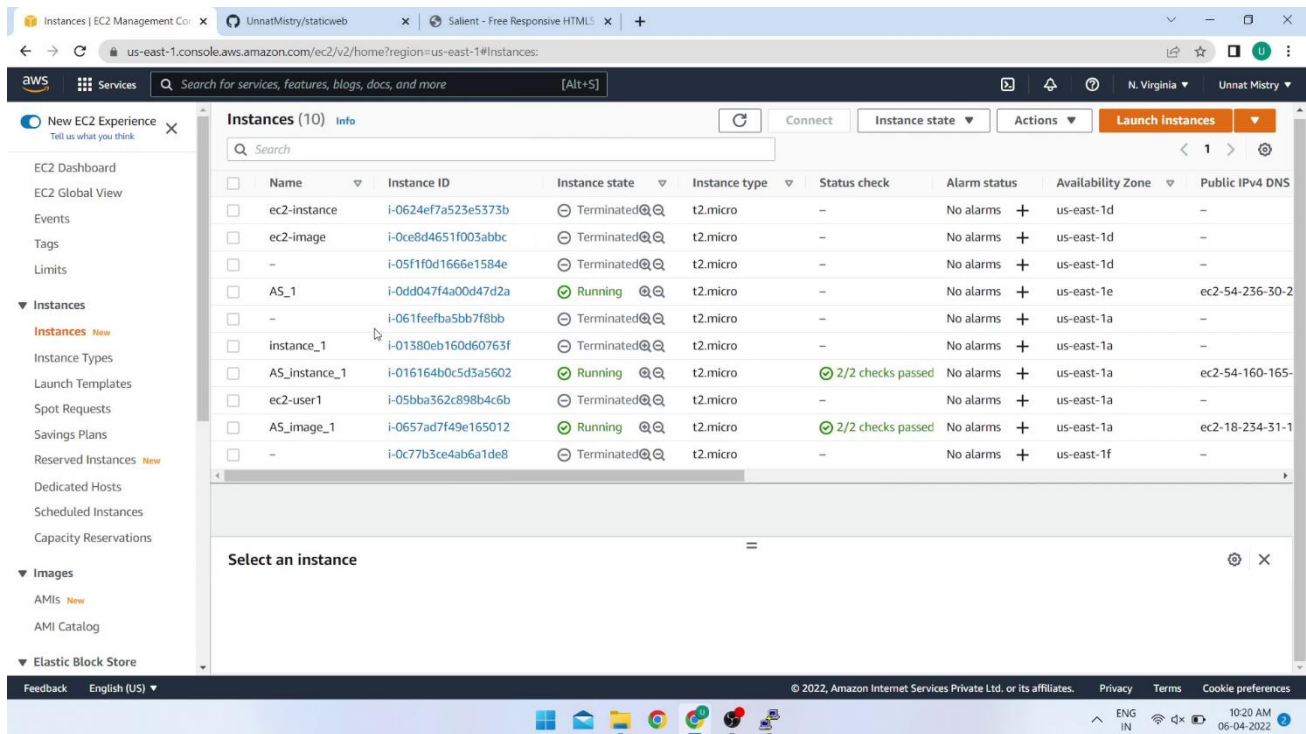 Instances | EC2 Management Co
UnnatMistry/staticweb
Salient - Free Responsive HTML5
us-east-1.console.aws.amazon.com/ec2/v2/home?region=us-east-1#Instances:
U
aws Services Search for services, features, blogs, docs, and more [Alt+S] N. Virginia ▼ Unnat Mistry ▼
New EC2 Experience
Tell us what you think
EC2 Dashboard
EC2 Global View
Events
Tags
Limits
▼ Instances
Instances New
Instance Types
Launch Templates
Spot Requests
Savings Plans
Reserved Instances New
Dedicated Hosts
Scheduled Instances
Capacity Reservations
▼ Images
AMIs New
AMI Catalog
▼ Elastic Block Store
Instances (10) Info Connect Instance state ▼ Actions ▼ Launch instances ▼
Search < 1 >
Name Instance ID Instance state Instance type Status check Alarm status Availability Zone Public IPv4 DNS
ec2-instance i-0624ef7a523e5373b Terminated t2.micro – No alarms + us-east-1d –
ec2-image i-0ce8d4651f003abbc Terminated t2.micro – No alarms + us-east-1d –
– i-05f1f0d1666e1584e Terminated t2.micro – No alarms + us-east-1d –
AS_1 i-0dd047f4a00d47d2a Running t2.micro – No alarms + us-east-1e ec2-54-236-30-2
– i-061feefba5bb7f8bb Terminated t2.micro – No alarms + us-east-1a –
instance_1 i-01380eb160d60763f Terminated t2.micro – No alarms + us-east-1a –
AS_instance_1 i-016164b0c5d3a5602 Running t2.micro 2/2 checks passed No alarms + us-east-1a ec2-54-160-165-
ec2-user1 i-05bba362c898b4c6b Terminated t2.micro – No alarms + us-east-1a –
AS_image_1 i-0657ad7f49e165012 Running t2.micro 2/2 checks passed No alarms + us-east-1a ec2-18-234-31-1
– i-0c77b3ce4ab6a1de8 Terminated t2.micro – No alarms + us-east-1f –
Select an instance
Feedback English (US) ▼ © 2022, Amazon Internet Services Private Ltd. or its affiliates. Privacy Terms Cookie preferences
ENG
IN
10:20 AM
06-04-2022
2